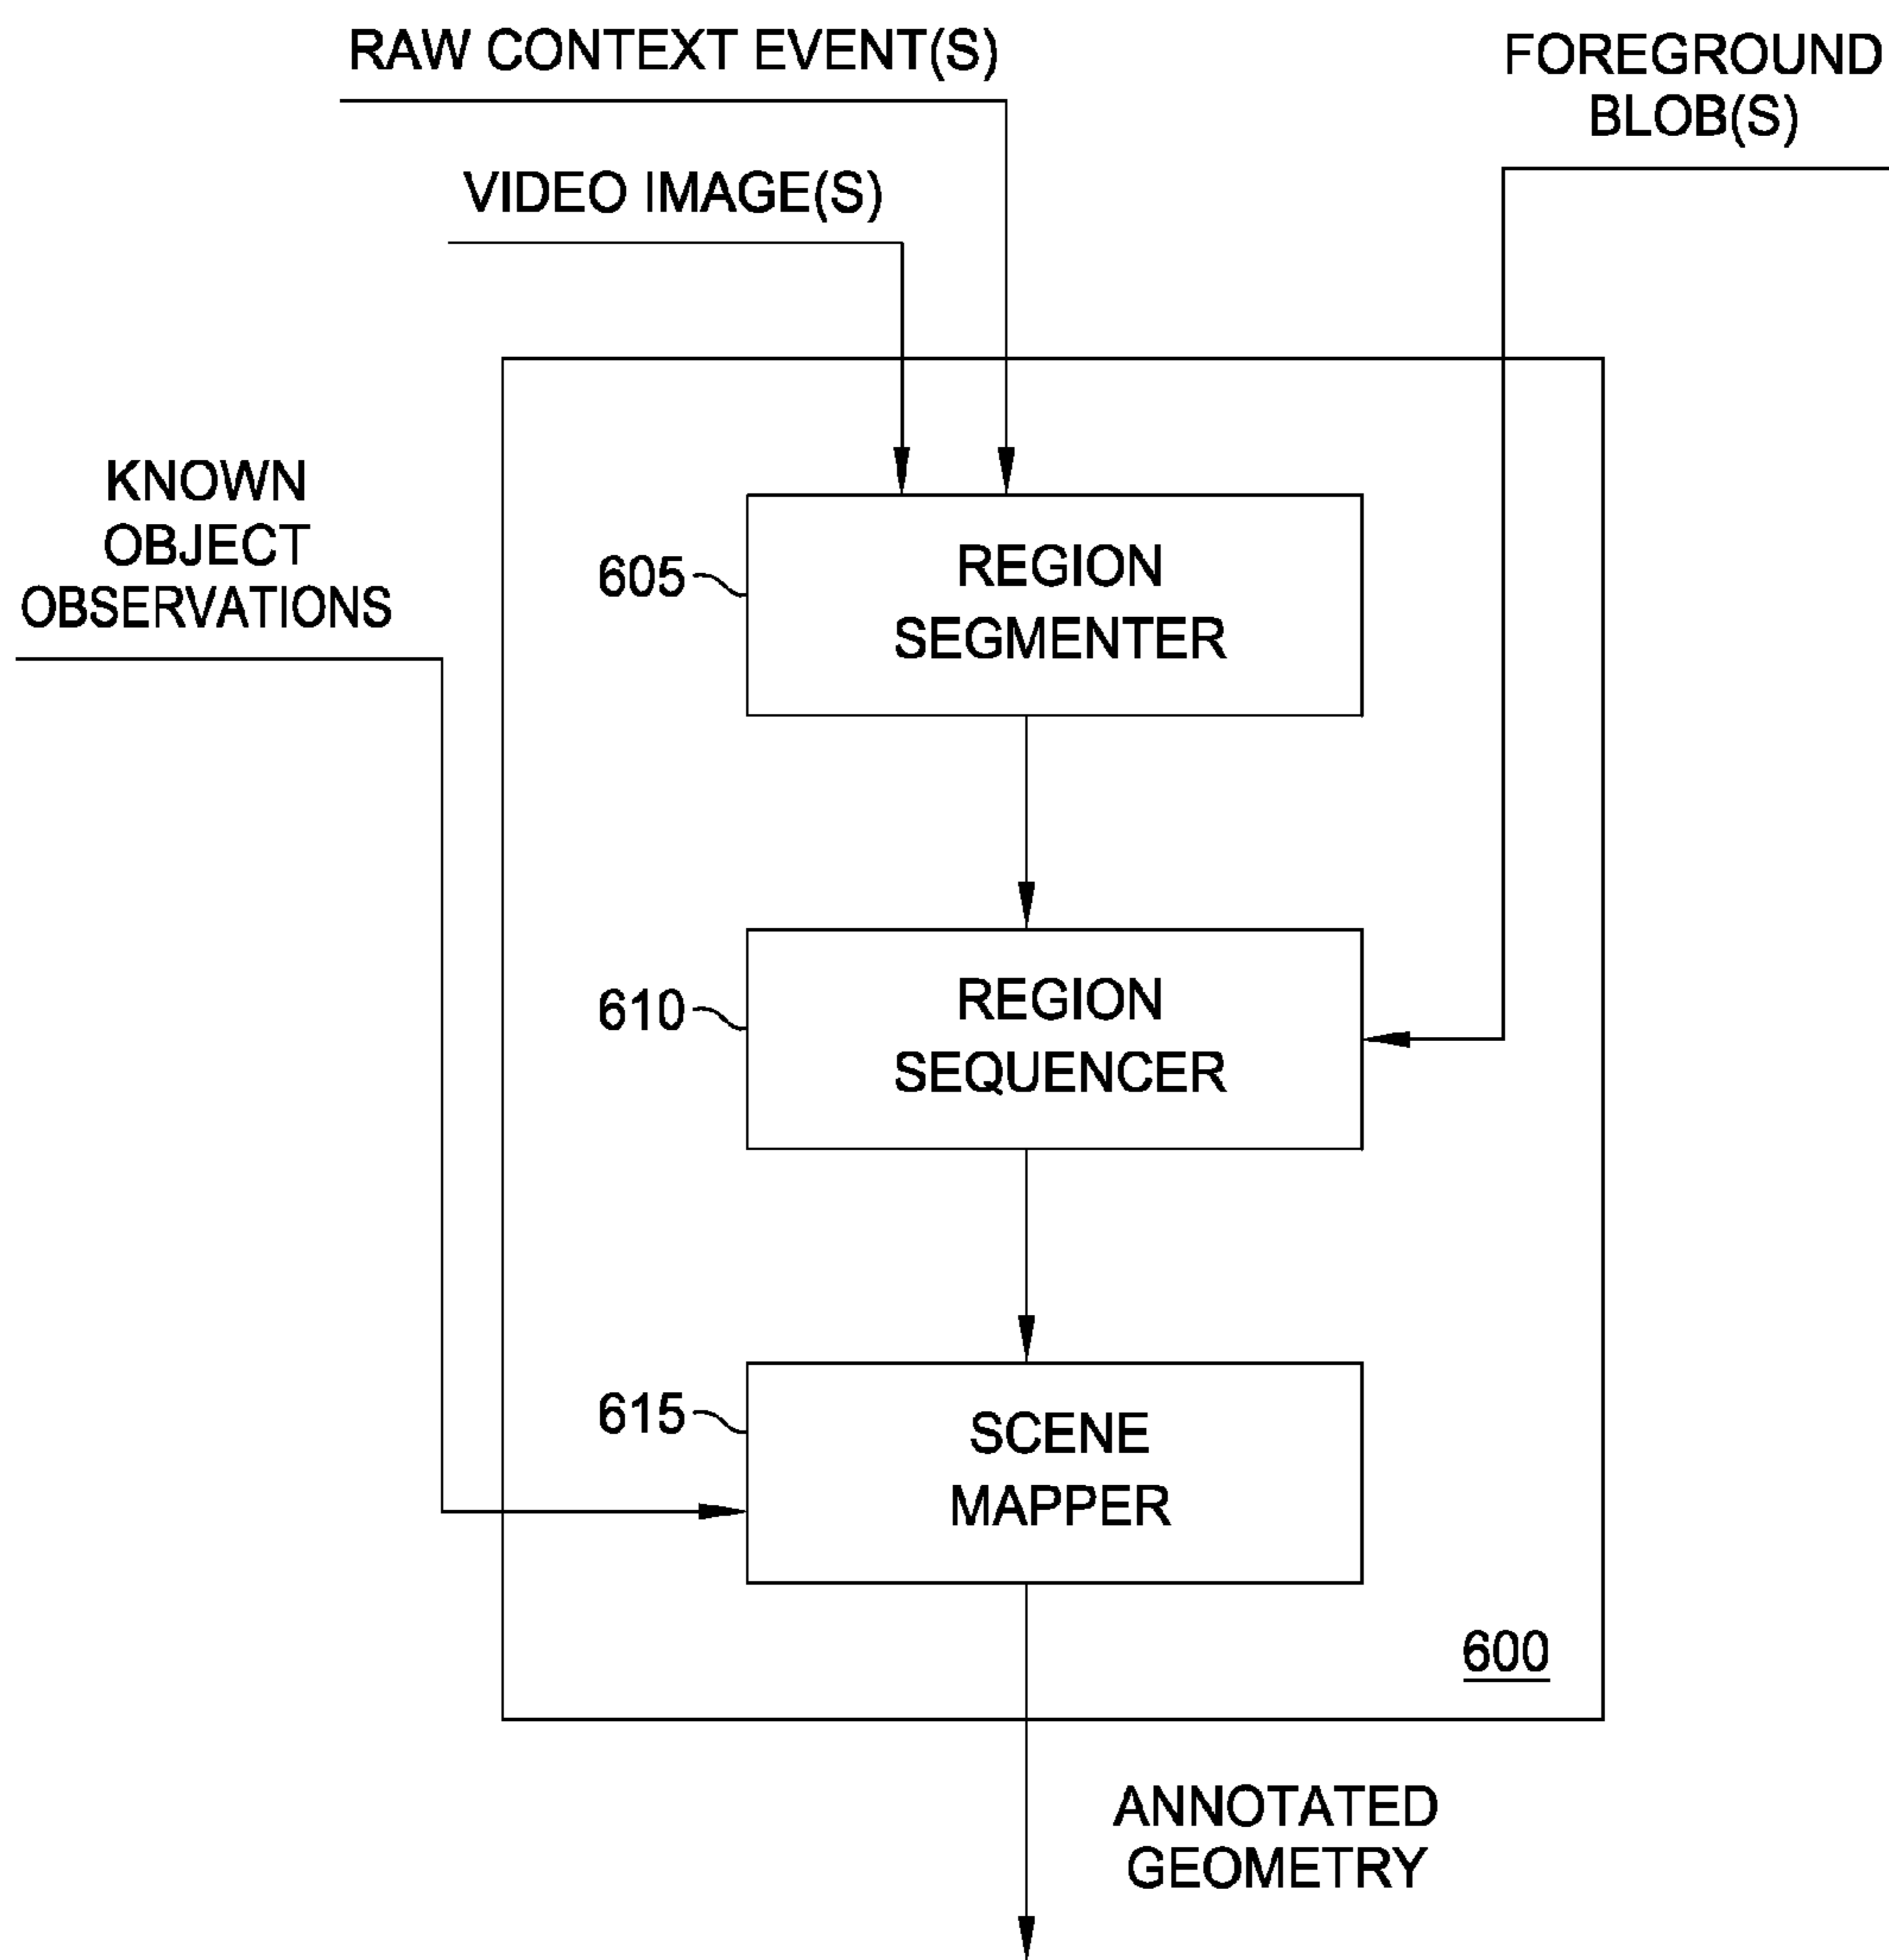 RAW CONTEXT EVENT(S)
FOREGROUND
BLOB(S)
VIDEO IMAGE(S)
KNOWN
OBJECT
OBSERVATIONS
605
REGION
SEGMENTER
610
REGION
SEQUENCER
615
SCENE
MAPPER
600
ANNOTATED
GEOMETRY